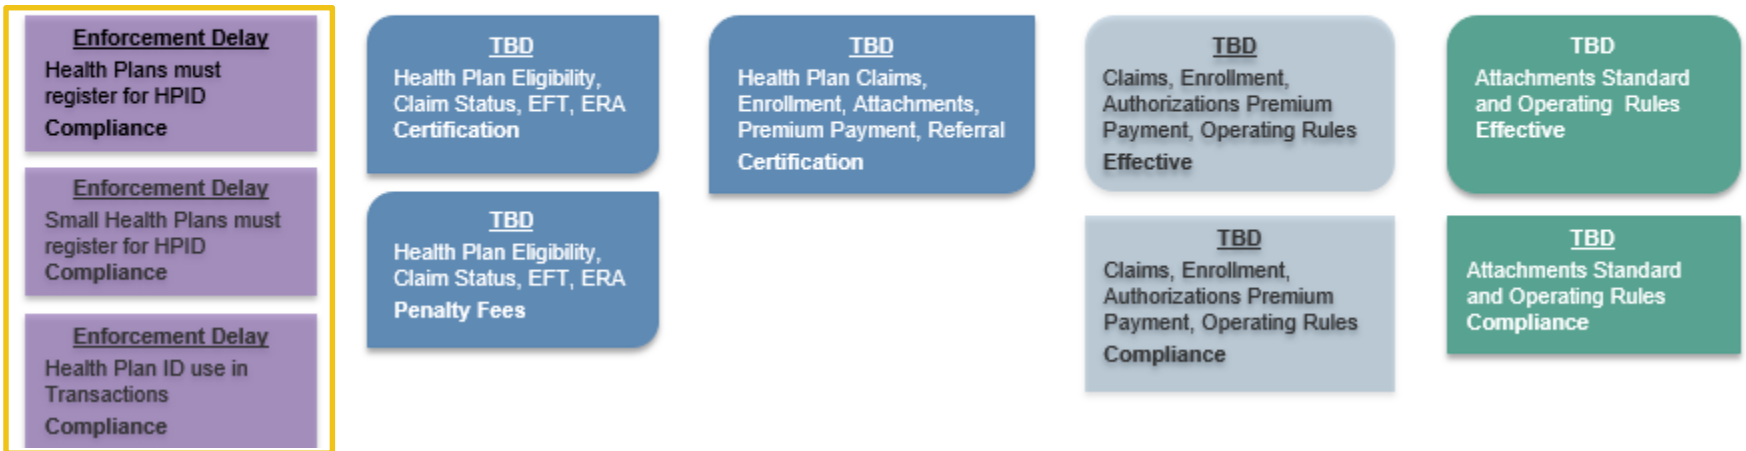 Enforcement Delay
Health Plans must
register for HPID
Compliance
Enforcement Delay
Small Health Plans must
register for HPID
Compliance
Enforcement Delay
Health Plan ID use in
Transactions
Compliance
TBD
Health Plan Eligibility,
Claim Status, EFT, ERA
Certification
TBD
Health Plan Eligibility,
Claim Status, EFT, ERA
Penalty Fees
TBD
Health Plan Claims,
Enrollment, Attachments,
Premium Payment, Referral
Certification
TBD
Claims, Enrollment,
Authorizations Premium
Payment, Operating Rules
Effective
TBD
Claims, Enrollment,
Authorizations Premium
Payment, Operating Rules
Compliance
TBD
Attachments Standard
and Operating Rules
Effective
TBD
Attachments Standard
and Operating Rules
Compliance